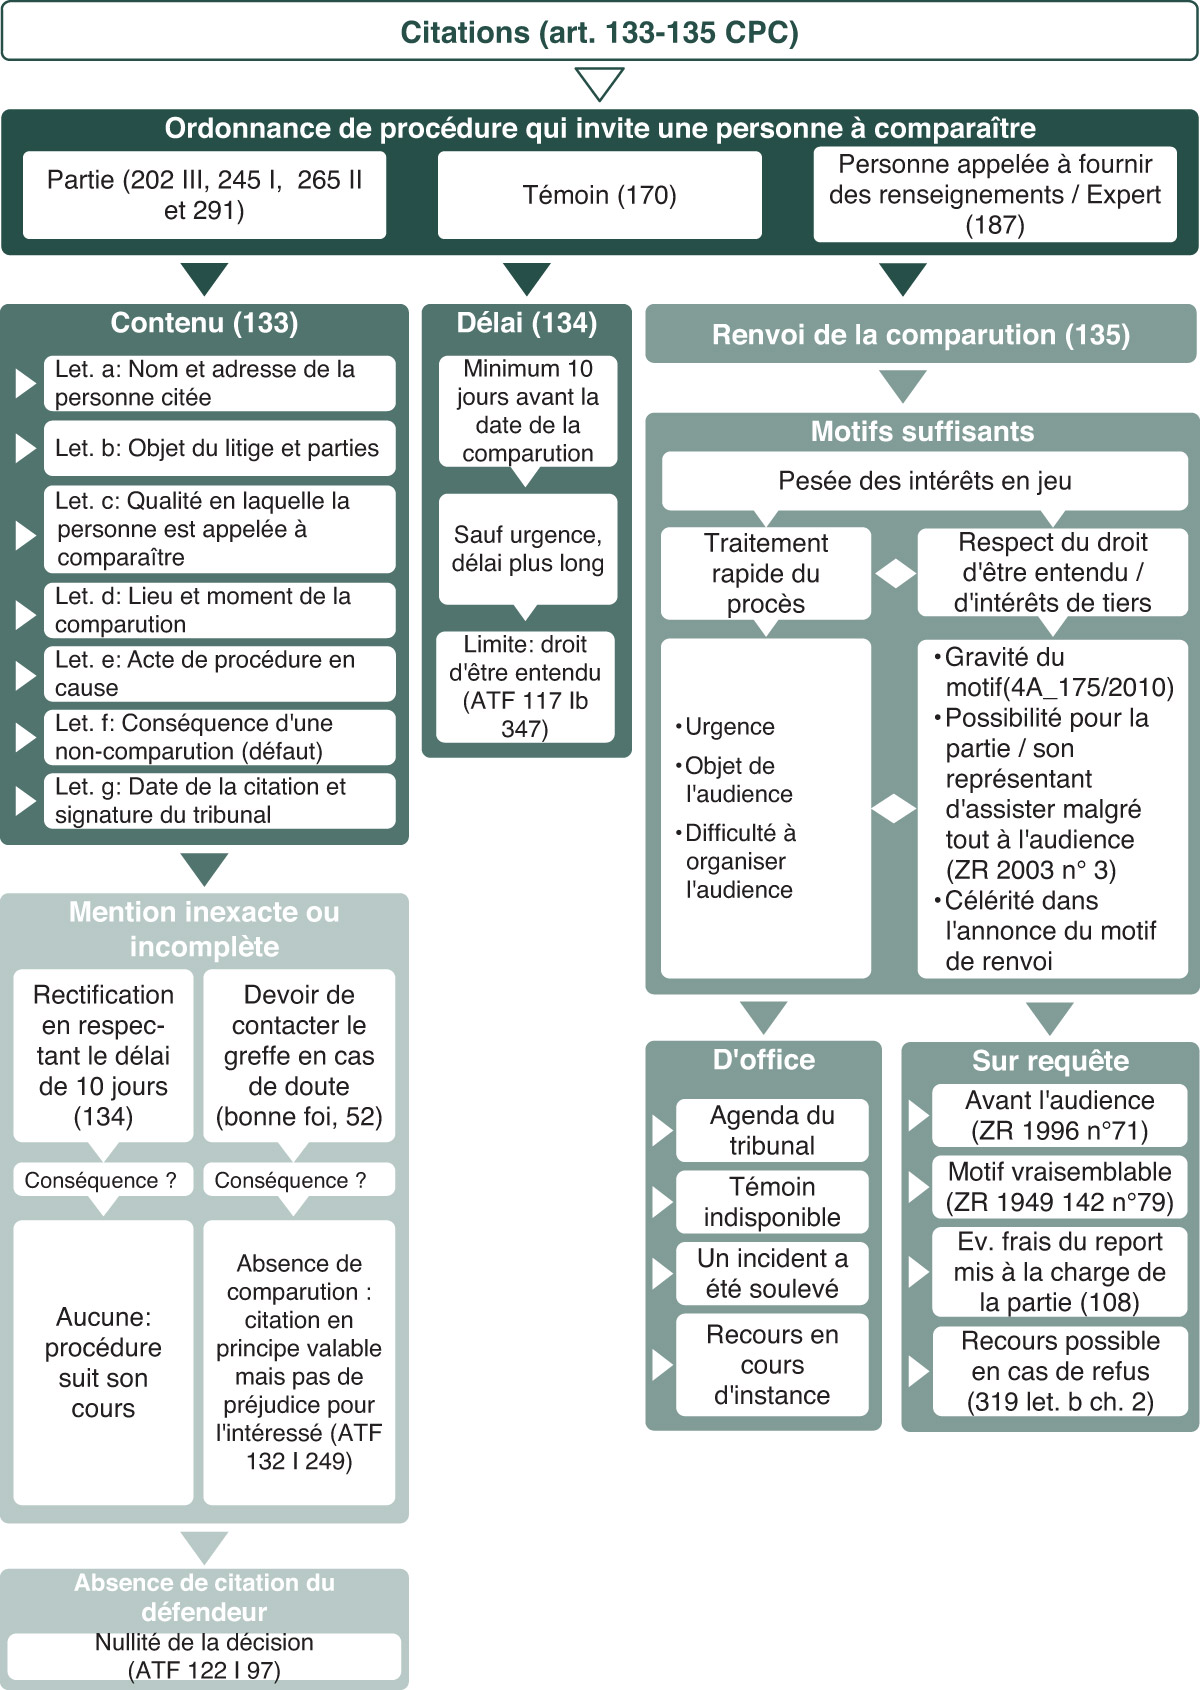 Citations (art. 133-135 CPC)
Ordonnance de procédure qui invite une personne à comparaître
Partie (202 III, 245 I,  265 II
et 291)
Témoin (170)
Personne appelée à fournir
des renseignements / Expert
(187)
Contenu (133)
Let. a: Nom et adresse de la
personne citée
Let. b: Objet du litige et parties
Let. c: Qualité en laquelle la
personne est appelée à
comparaître
Let. d: Lieu et moment de la
comparution
Let. e: Acte de procédure en
cause
Let. f: Conséquence d'une
non-comparution (défaut)
Let. g: Date de la citation et
signature du tribunal
Mention inexacte ou
incomplète
Rectification
en respec-
tant le délai
de 10 jours
(134)
Conséquence ?
Aucune:
procédure
suit son
cours
Devoir de
contacter le
greffe en cas
de doute
(bonne foi, 52)
Conséquence ?
Absence de
comparution :
citation en
principe valable
mais pas de
préjudice pour
l'intéressé (ATF
132 I 249)
Absence de citation du
défendeur
Nullité de la décision
(ATF 122 I 97)
Délai (134)
Minimum 10
jours avant la
date de la
comparution
Sauf urgence,
délai plus long
Limite: droit
d'être entendu
(ATF 117 Ib
347)
Renvoi de la comparution (135)
Motifs suffisants
Pesée des intérêts en jeu
Traitement
rapide du
procès
Respect du droit
d'être entendu /
d'intérêts de tiers
• Urgence
• Objet de
l'audience
• Difficulté à
organiser
l'audience
• Gravité du
motif(4A_175/2010)
• Possibilité pour la
partie / son
représentant
d'assister malgré
tout à l'audience
(ZR 2003 n° 3)
• Célérité dans
l'annonce du motif
de renvoi
D'office
Agenda du
tribunal
Témoin
indisponible
Un incident a
été soulevé
Recours en
cours
d'instance
Sur requête
Avant l'audience
(ZR 1996 n°71)
Motif vraisemblable
(ZR 1949 142 n°79)
Ev. frais du report
mis à la charge de
la partie (108)
Recours possible
en cas de refus
(319 let. b ch. 2)